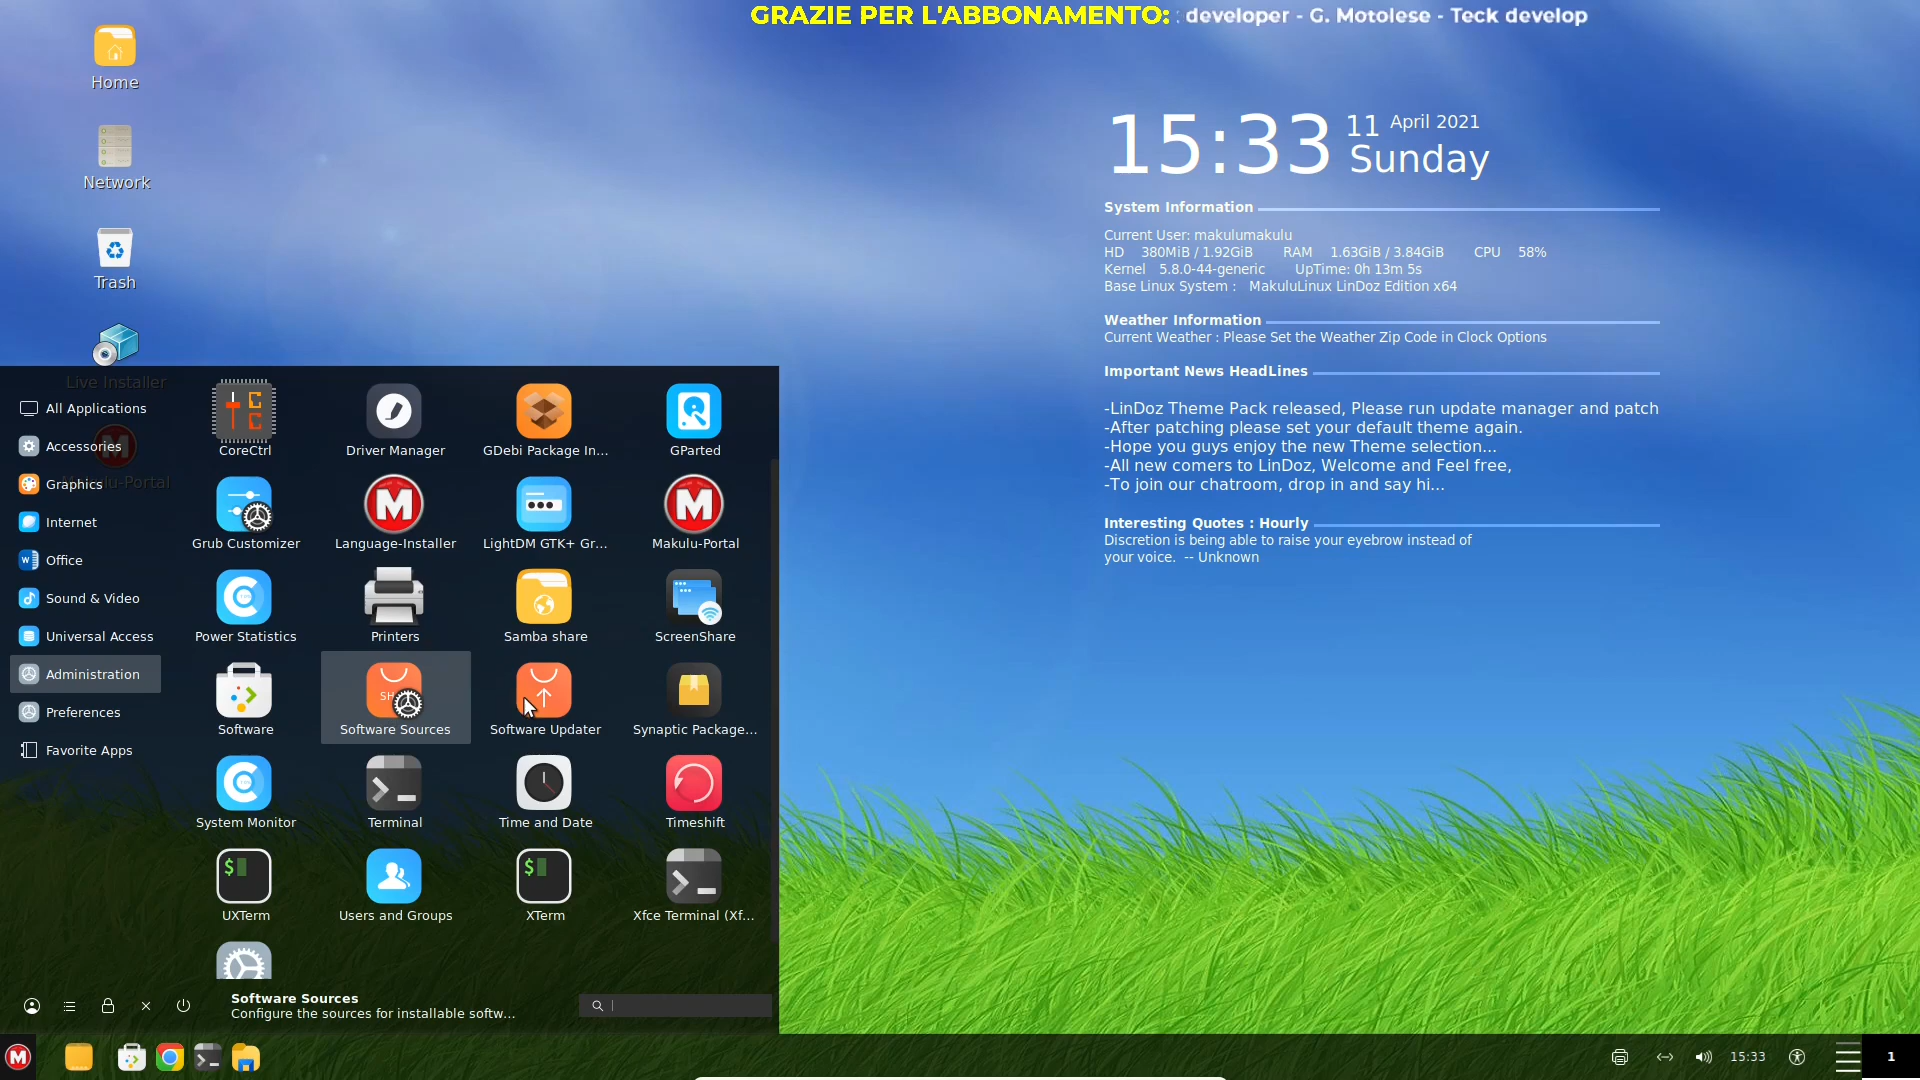 GRAZIE PER L'ABBONAMENTO: developer - G. Motolese - Teck develop
Home
Network
Trash
Live Installer
Makulu-Portal
15:33 11 April 2021
Sunday
System Information
Current User: makulumakulu
HD 380MiB / 1.92GiB RAM 1.63GiB / 3.84GiB CPU 58%
Kernel 5.8.0-44-generic UpTime: 0h 13m 5s
Base Linux System : MakuluLinux LinDoz Edition x64
Weather Information
Current Weather : Please Set the Weather Zip Code in Clock Options
Important News HeadLines
-LinDoz Theme Pack released, Please run update manager and patch
-After patching please set your default theme again.
-Hope you guys enjoy the new Theme selection...
-All new comers to LinDoz, Welcome and Feel free,
-To join our chatroom, drop in and say hi...
Interesting Quotes : Hourly
Discretion is being able to raise your eyebrow instead of
your voice. -- Unknown
All Applications
Accessories
Graphics
Internet
Office
Sound & Video
Universal Access
Administration
Preferences
Favorite Apps
CoreCtrl Driver Manager GDebi Package In... GParted
Grub Customizer Language-Installer LightDM GTK+ Gr... Makulu-Portal
Power Statistics Printers Samba share ScreenShare
Software Software Sources Software Updater Synaptic Package...
System Monitor Terminal Time and Date Timeshift
UXTerm Users and Groups XTerm Xfce Terminal (Xf...
Software Sources
Configure the sources for installable softw...
15:33 1